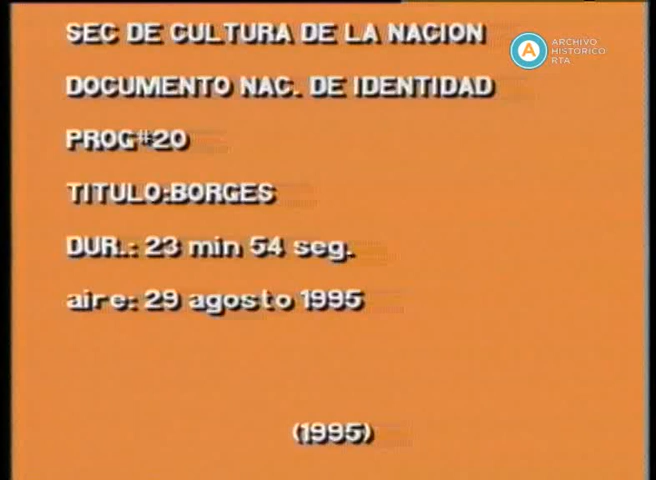 SEC DE CULTURA DE LA NACION
DOCUMENTO NAC. DE IDENTIDAD
PROG#20
TITULO:BORGES
DUR.: 23 min 54 seg.
aire: 29 agosto 1995
(1995)
A
ARCHIVO
HISTORICO
RTA